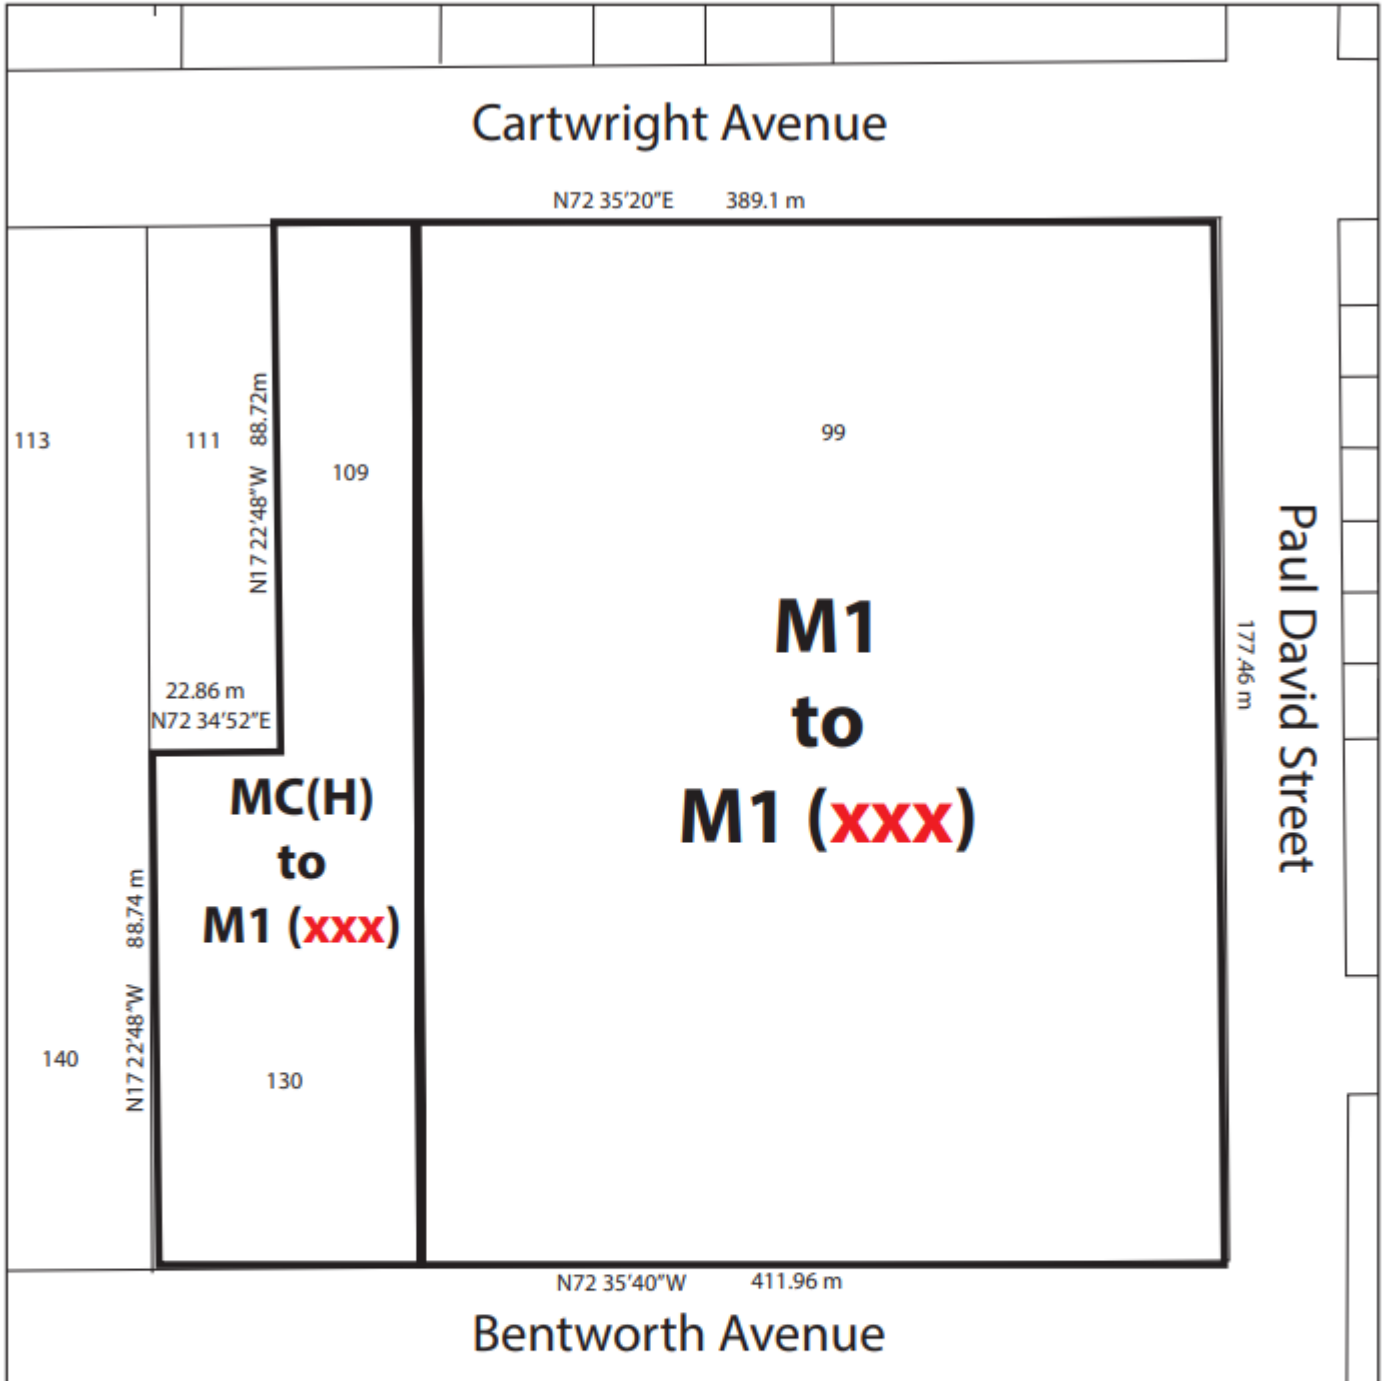 Cartwright Avenue
N72 35'20"E 389.1 m
113
111
N17 22'48"W 88.72m
109
99
22.86 m
N72 34'52"E
MC(H)
to
M1 (xxx)
M1
to
M1 (xxx)
177.46 m
Paul David Street
N17 22'48"W 88.74 m
140
130
N72 35'40"W 411.96 m
Bentworth Avenue